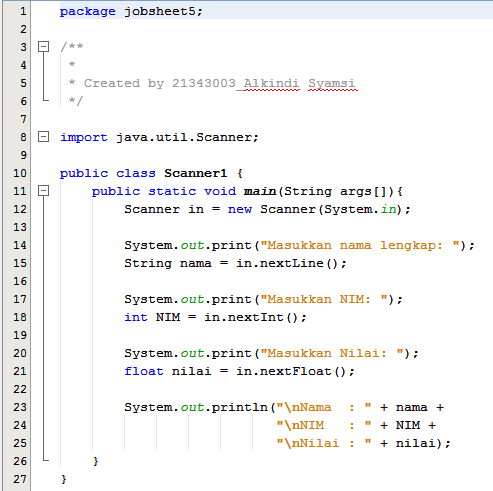 1 package jobsheet5;
2
3 /**
4 *
5 * Created by 21343003_Alkindi Syamsi
6 */
7
8 import java.util.Scanner;
9
10 public class Scanner1 {
11 public static void main(String args[]){
12 Scanner in = new Scanner(System.in);
13
14 System.out.print("Masukkan nama lengkap: ");
15 String nama = in.nextLine();
16
17 System.out.print("Masukkan NIM: ");
18 int NIM = in.nextInt();
19
20 System.out.print("Masukkan Nilai: ");
21 float nilai = in.nextFloat();
22
23 System.out.println("\nNama  : " + nama +
24 "\nNIM   : " + NIM +
25 "\nNilai : " + nilai);
26 }
27 }